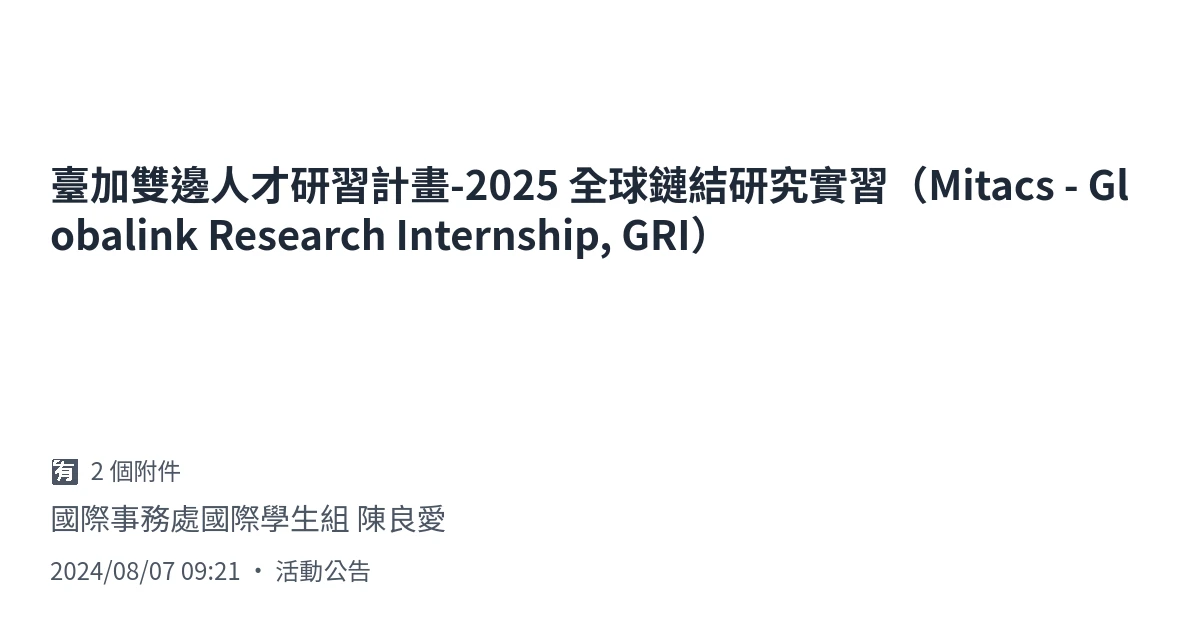 臺加雙邊人才研習計畫-2025 全球鏈結研究實習（Mitacs - Gl
obalink Research Internship, GRI）
有 2 個附件
國際事務處國際學生組 陳良愛
2024/08/07 09:21 • 活動公告